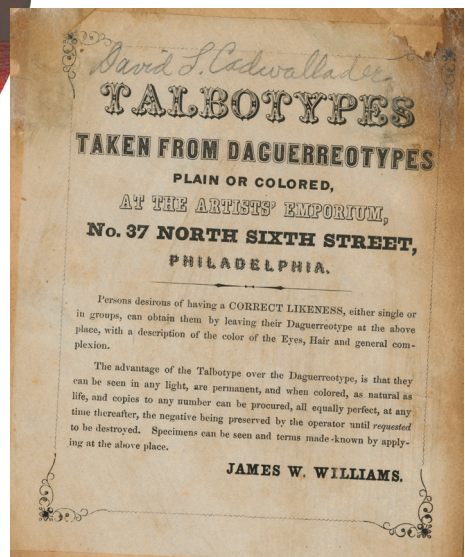 David L. Cadwallader
TALBOTYPES
TAKEN FROM DAGUERREOTYPES
PLAIN OR COLORED,
AT THE ARTISTS' EMPORIUM,
No. 37 NORTH SIXTH STREET,
PHILADELPHIA.
Persons desirous of having a CORRECT LIKENESS, either single or
in groups, can obtain them by leaving their Daguerreotype at the above
place, with a description of the color of the Eyes, Hair and general com-
plexion.
The advantage of the Talbotype over the Daguerreotype, is that they
can be seen in any light, are permanent, and when colored, as natural as
life, and copies to any number can be procured, all equally perfect, at any
time thereafter, the negative being preserved by the operator until requested
to be destroyed. Specimens can be seen and terms made known by apply-
ing at the above place.
JAMES W. WILLIAMS.